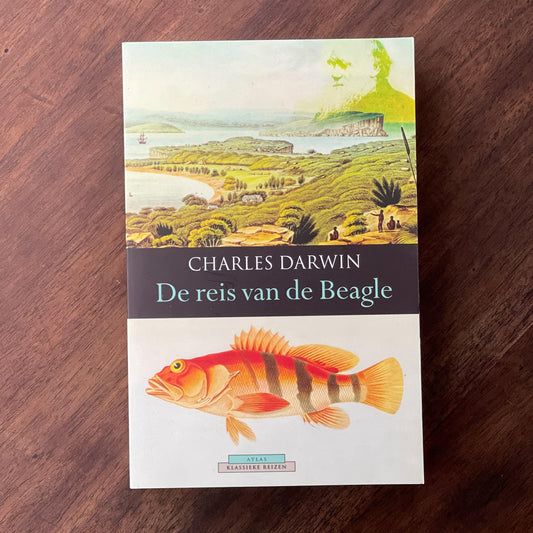 CHARLES DARWIN
De reis van de Beagle
ATLAS
KLASSIEKE REIZEN